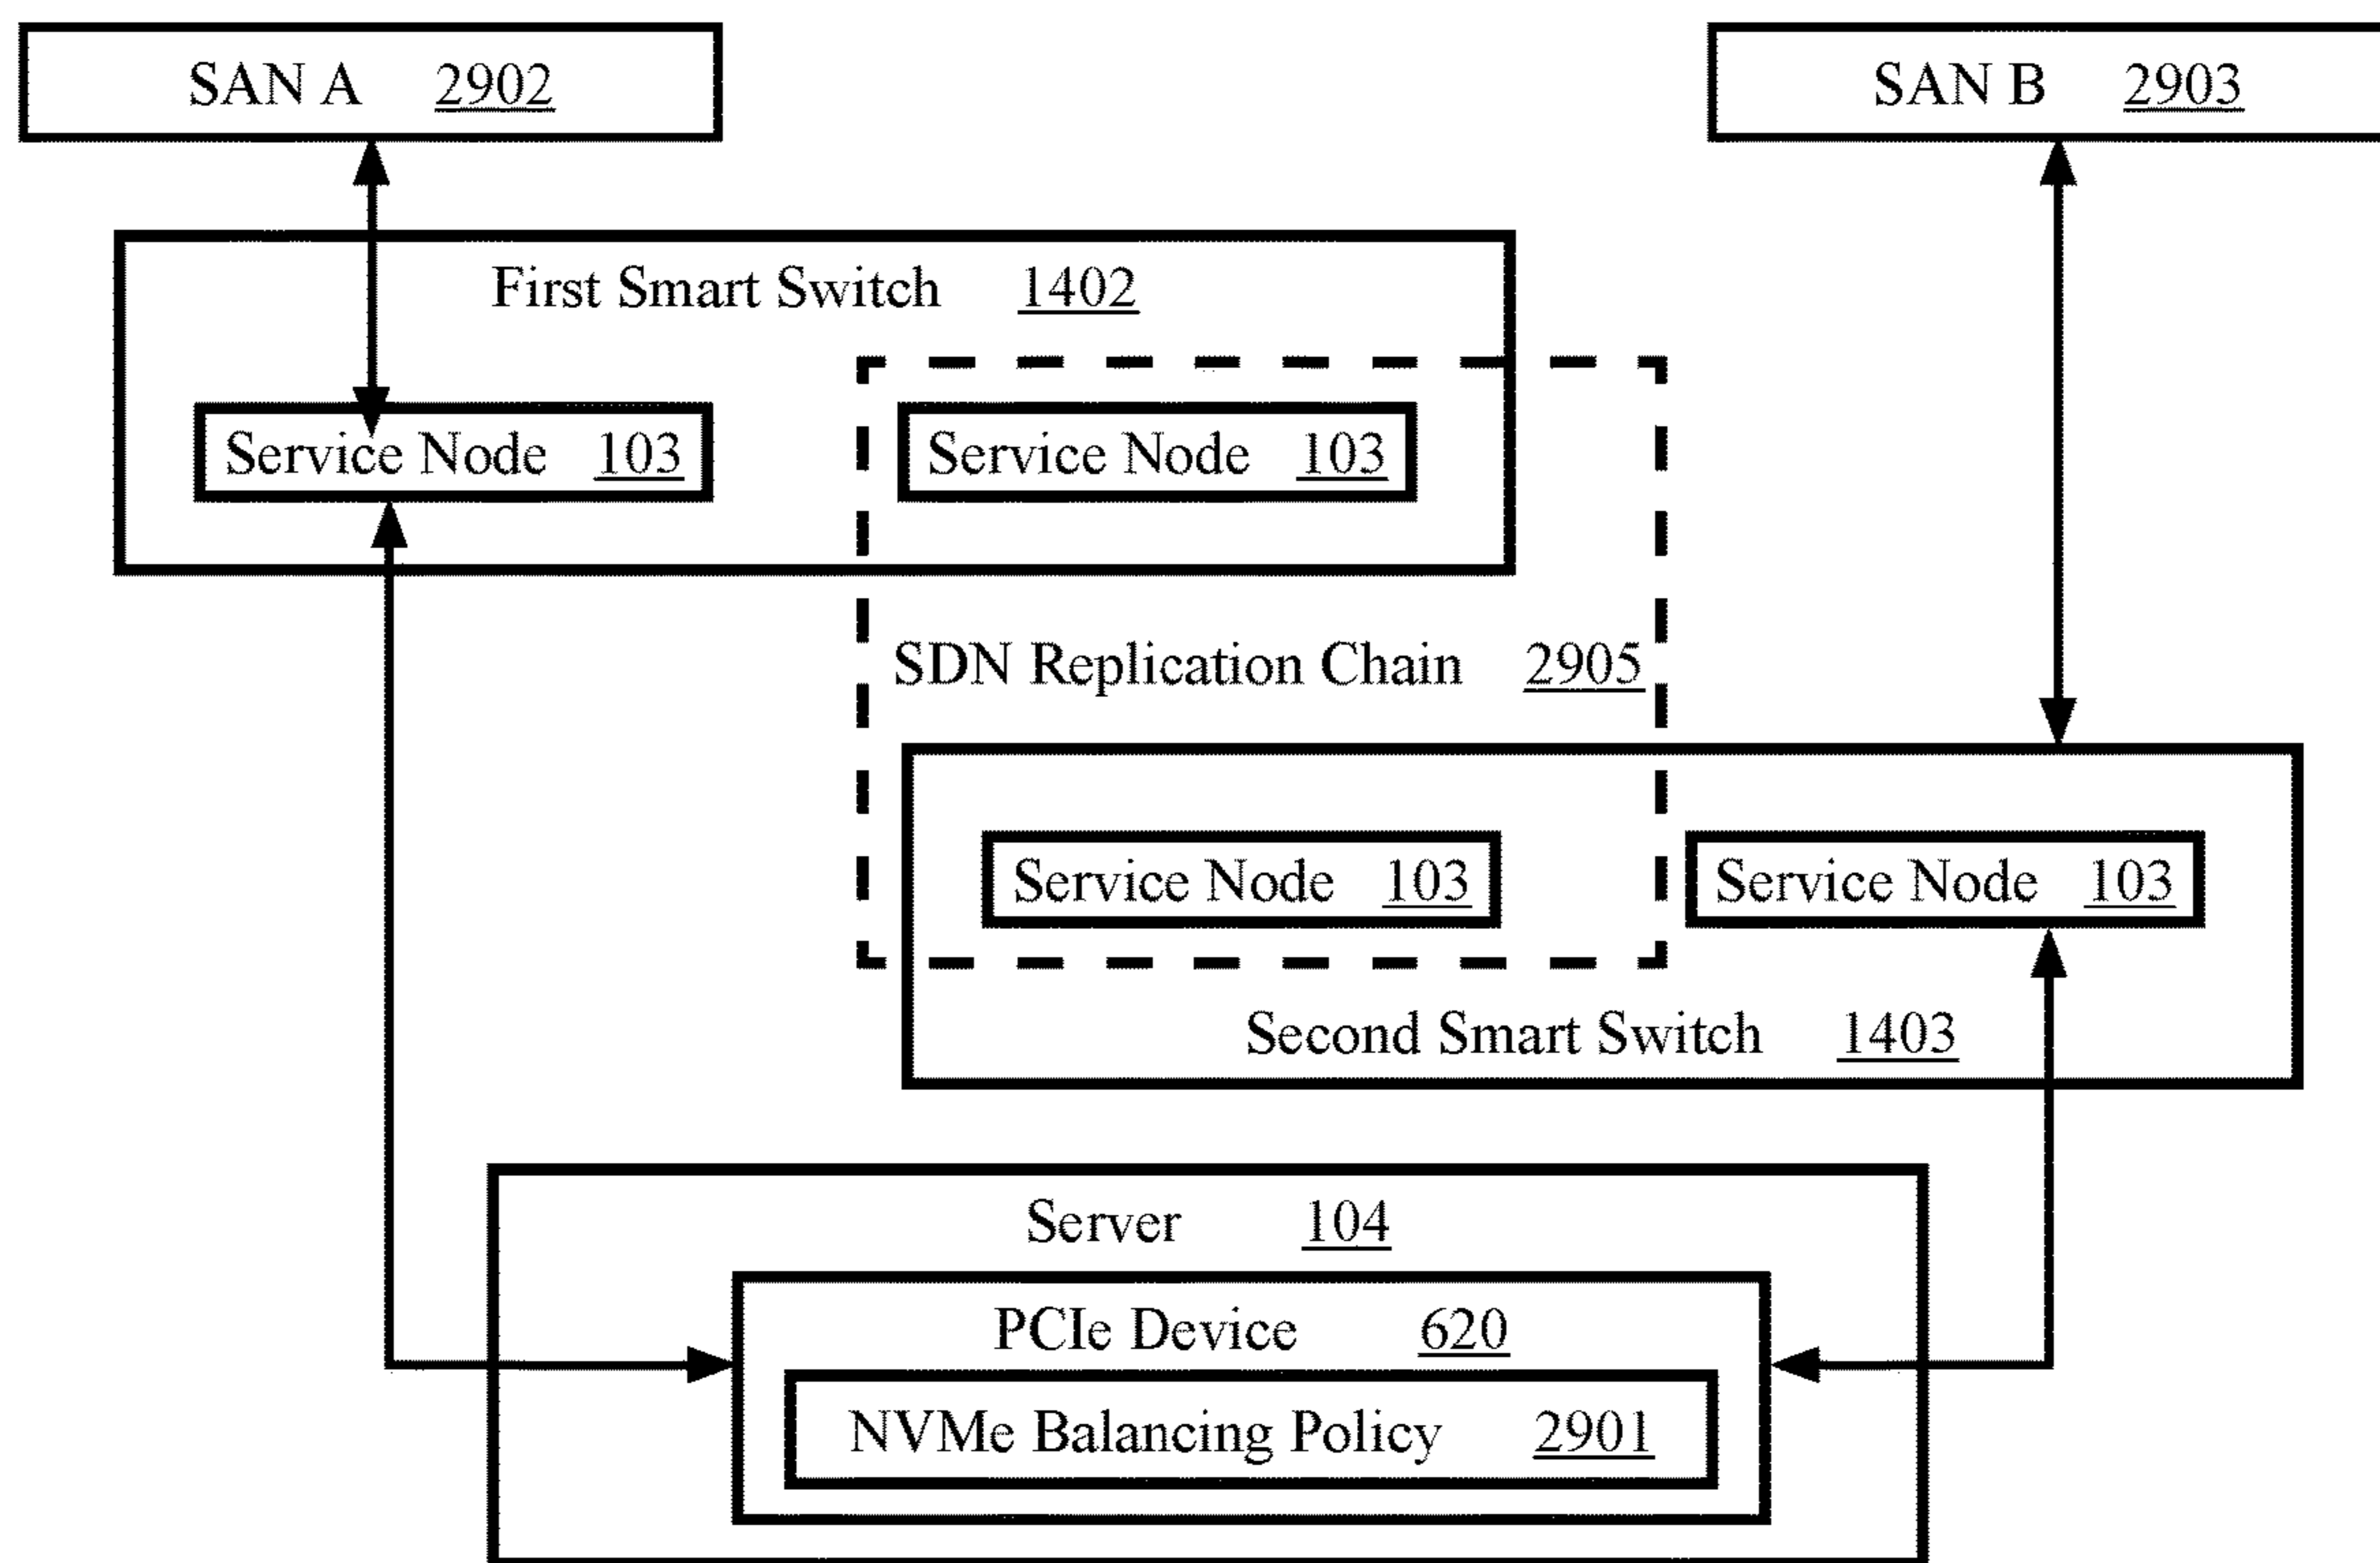 SAN A 2902
SAN B 2903
First Smart Switch 1402
Service Node 103
Service Node 103
SDN Replication Chain 2905
Service Node 103
Service Node 103
Second Smart Switch 1403
Server 104
PCIe Device 620
NVMe Balancing Policy 2901